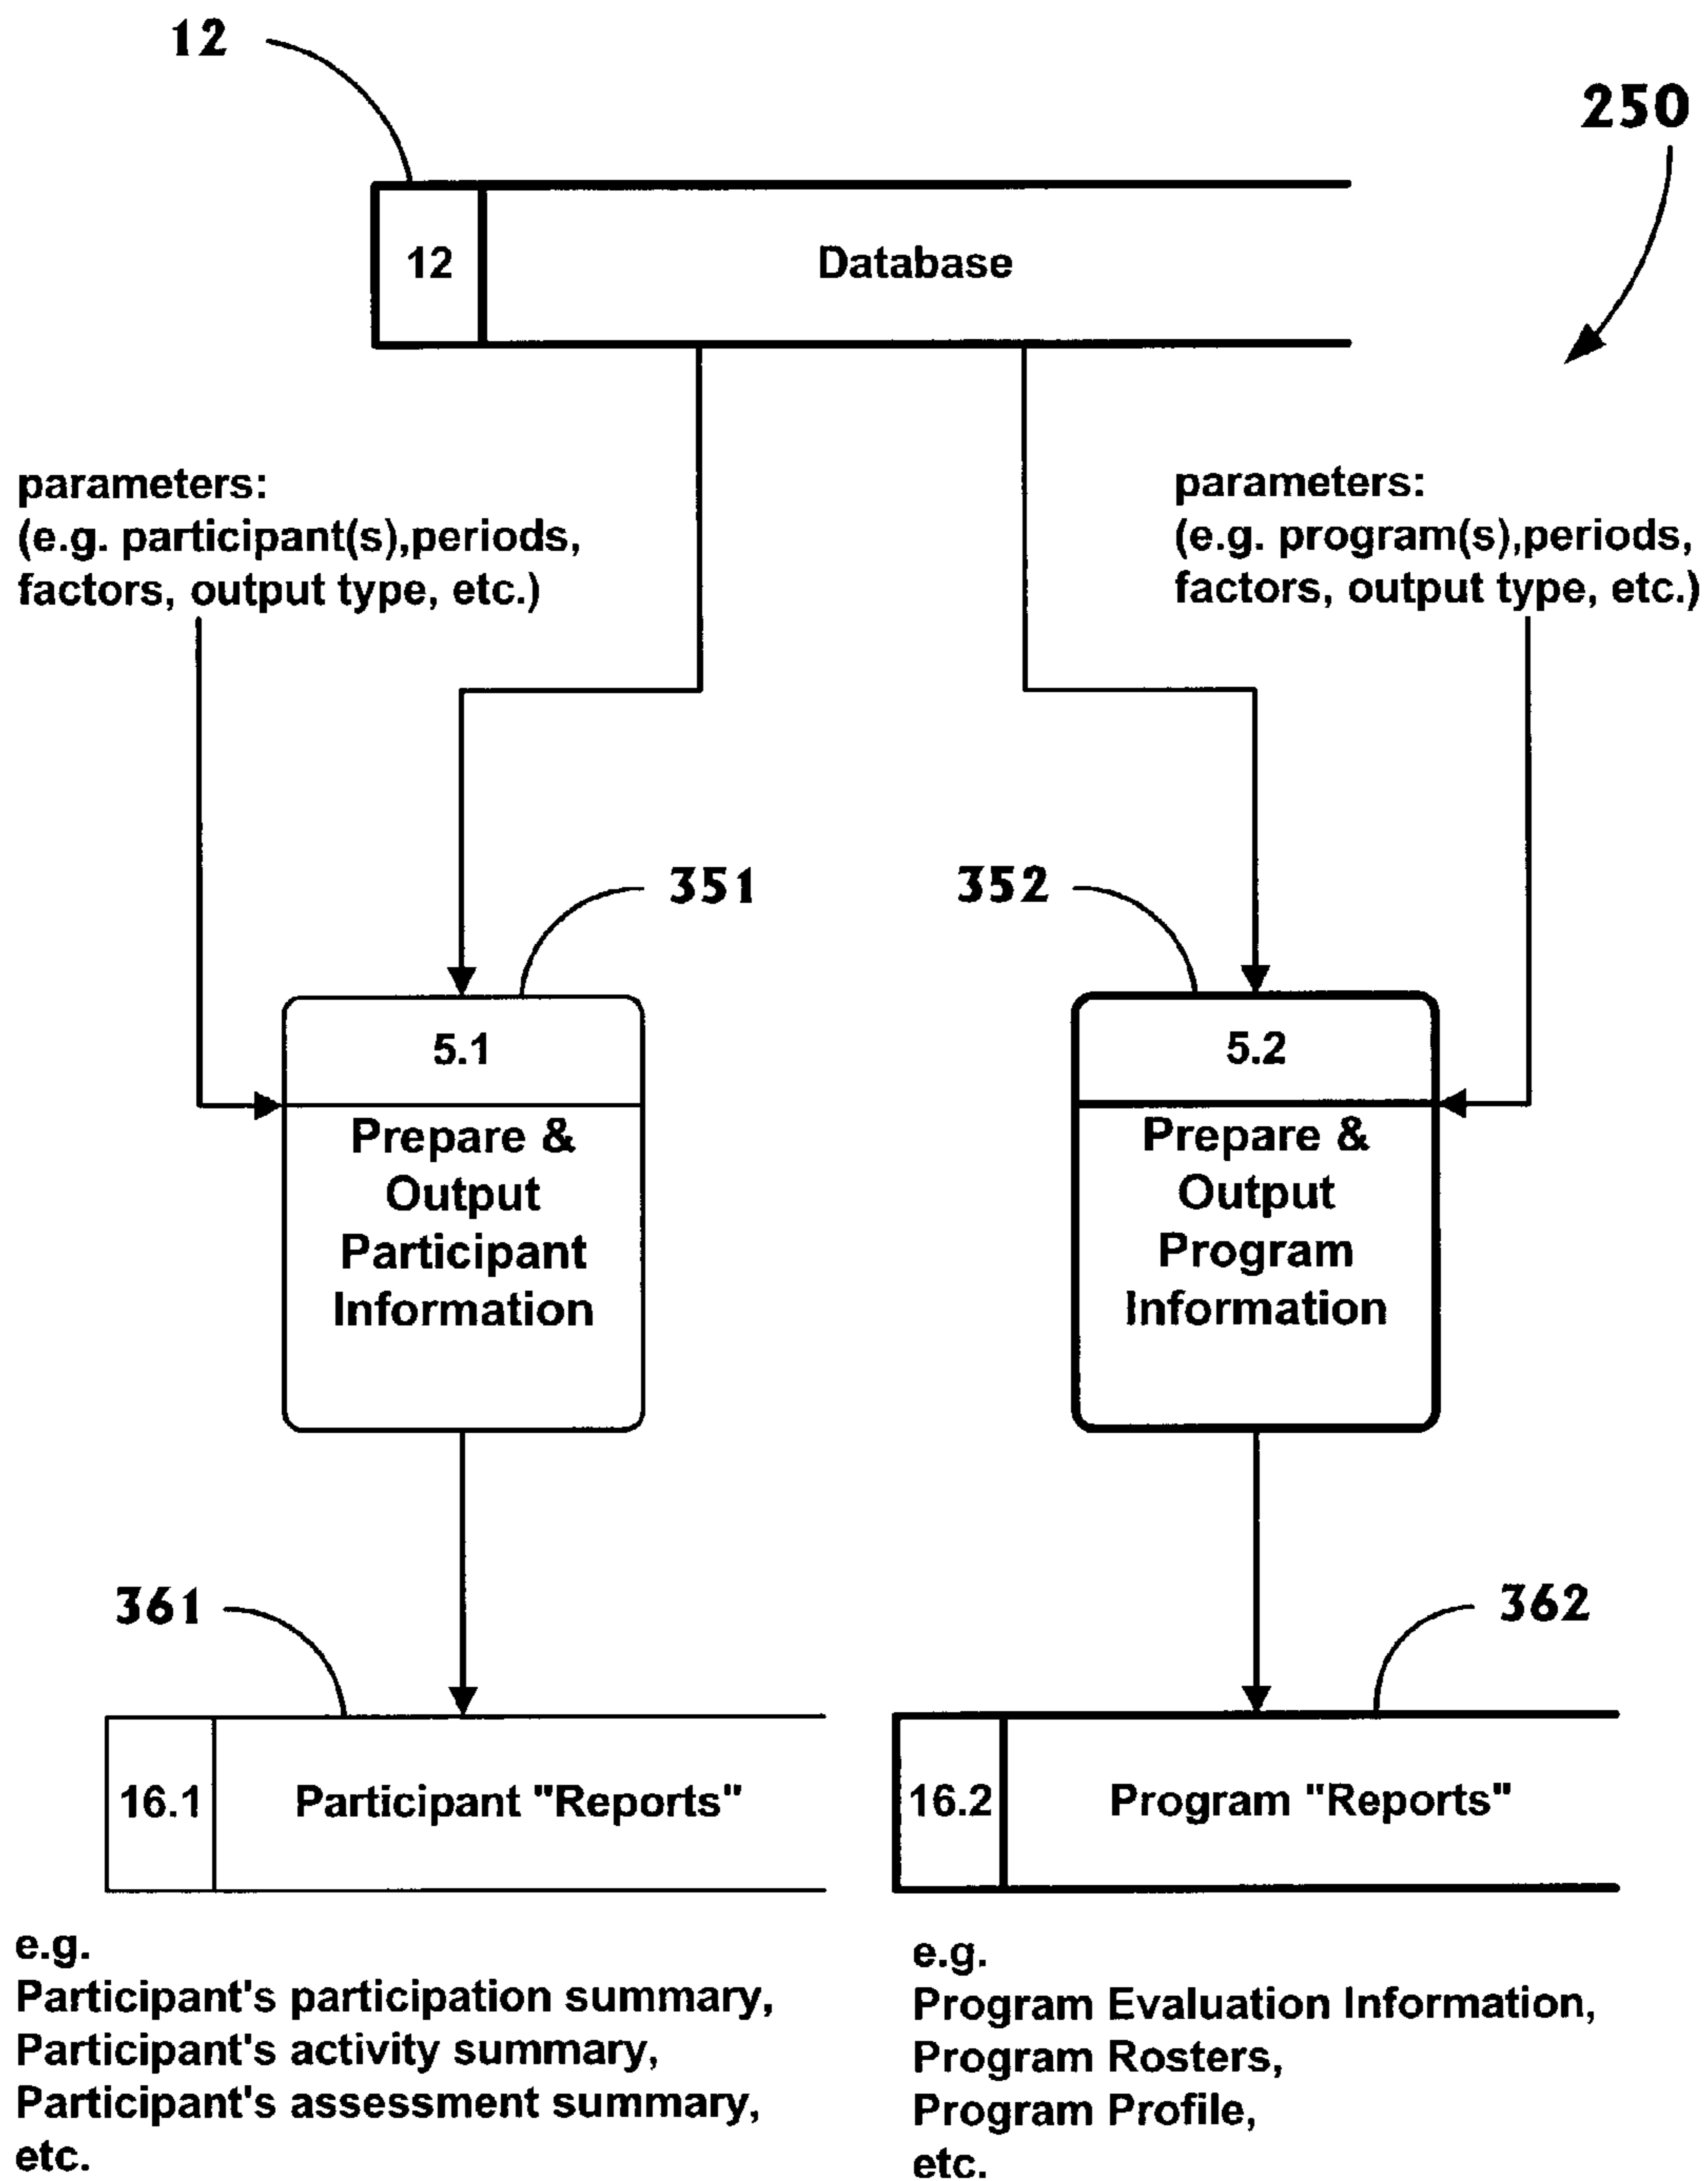 12
250
12
Database
parameters:
(e.g. participant(s),periods,
factors, output type, etc.)
parameters:
(e.g. program(s),periods,
factors, output type, etc.)
351
352
5.1
Prepare &
Output
Participant
Information
5.2
Prepare &
Output
Program
Information
361
362
16.1
Participant "Reports"
16.2
Program "Reports"
e.g.
Participant's participation summary,
Participant's activity summary,
Participant's assessment summary,
etc.
e.g.
Program Evaluation Information,
Program Rosters,
Program Profile,
etc.